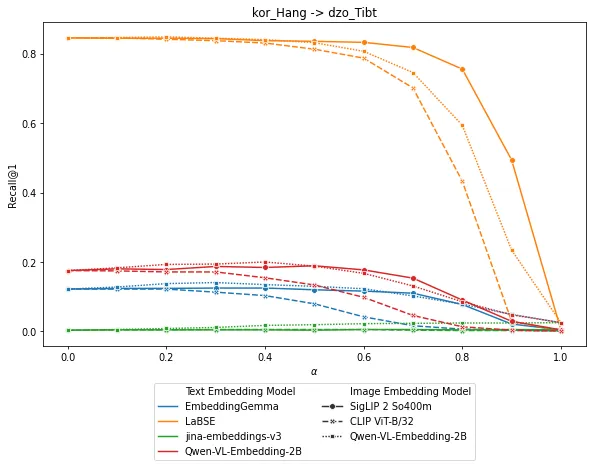 kor_Hang -> dzo_Tibt
Recall@1
0.8
0.6
0.4
0.2
0.0
0.0 0.2 0.4 0.6 0.8 1.0
α
Text Embedding Model Image Embedding Model
EmbeddingGemma SigLIP 2 So400m
LaBSE CLIP ViT-B/32
jina-embeddings-v3 Qwen-VL-Embedding-2B
Qwen-VL-Embedding-2B